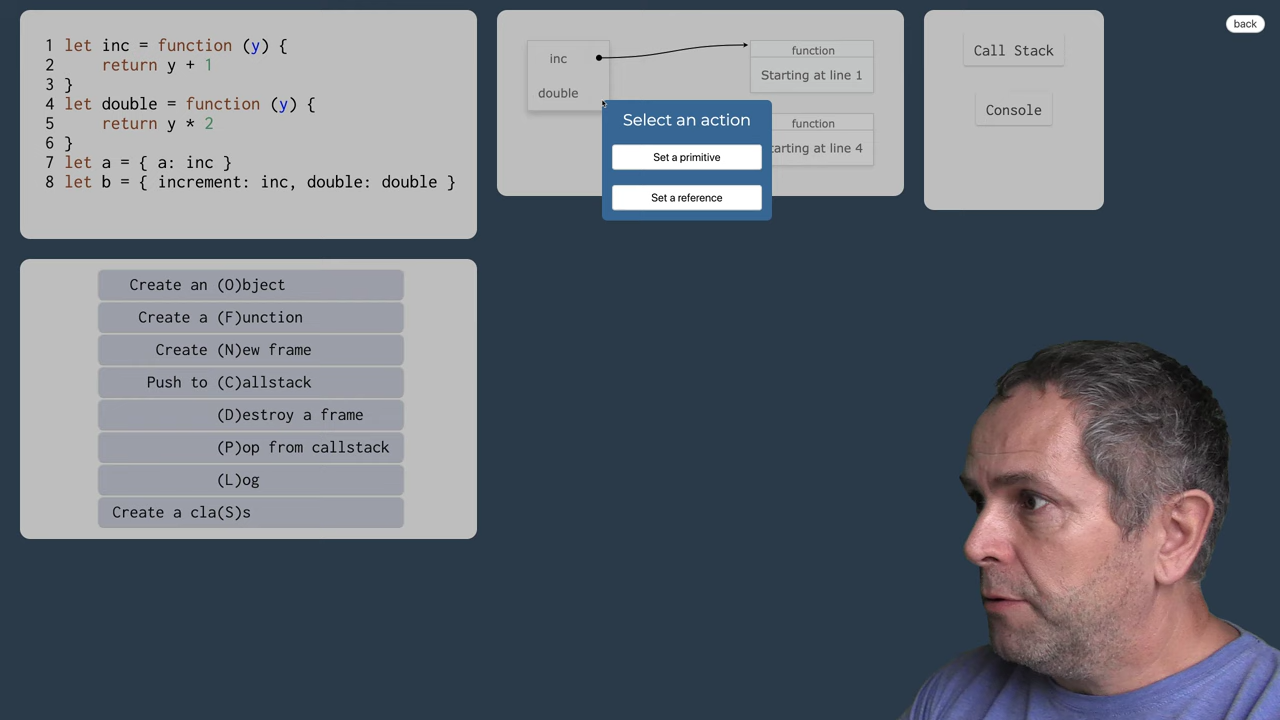 1 let inc = function (y) {
2     return y + 1
3 }
4 let double = function (y) {
5     return y * 2
6 }
7 let a = { a: inc }
8 let b = { increment: inc, double: double }
inc
double
function
Starting at line 1
function
tarting at line 4
Select an action
Set a primitive
Set a reference
Call Stack
Console
back
Create an (O)bject
Create a (F)unction
Create (N)ew frame
Push to (C)allstack
(D)estroy a frame
(P)op from callstack
(L)og
Create a cla(S)s